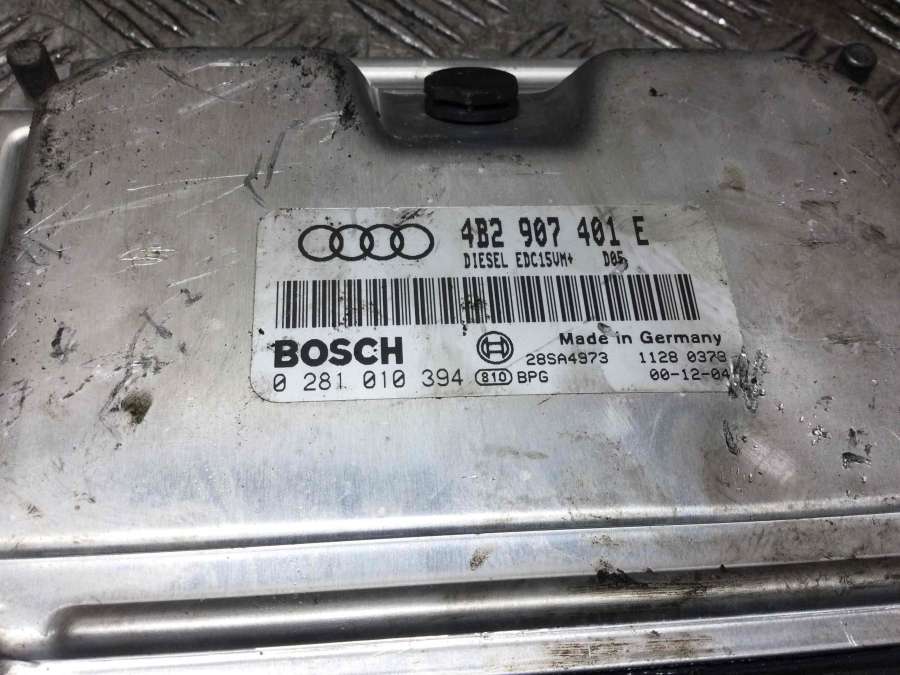 4B2 907 401 E
DIESEL EDC15VM+ D05
BOSCH
Made in Germany
28SA4973 1128 0379
0 281 010 394 810 BPG 00-12-04